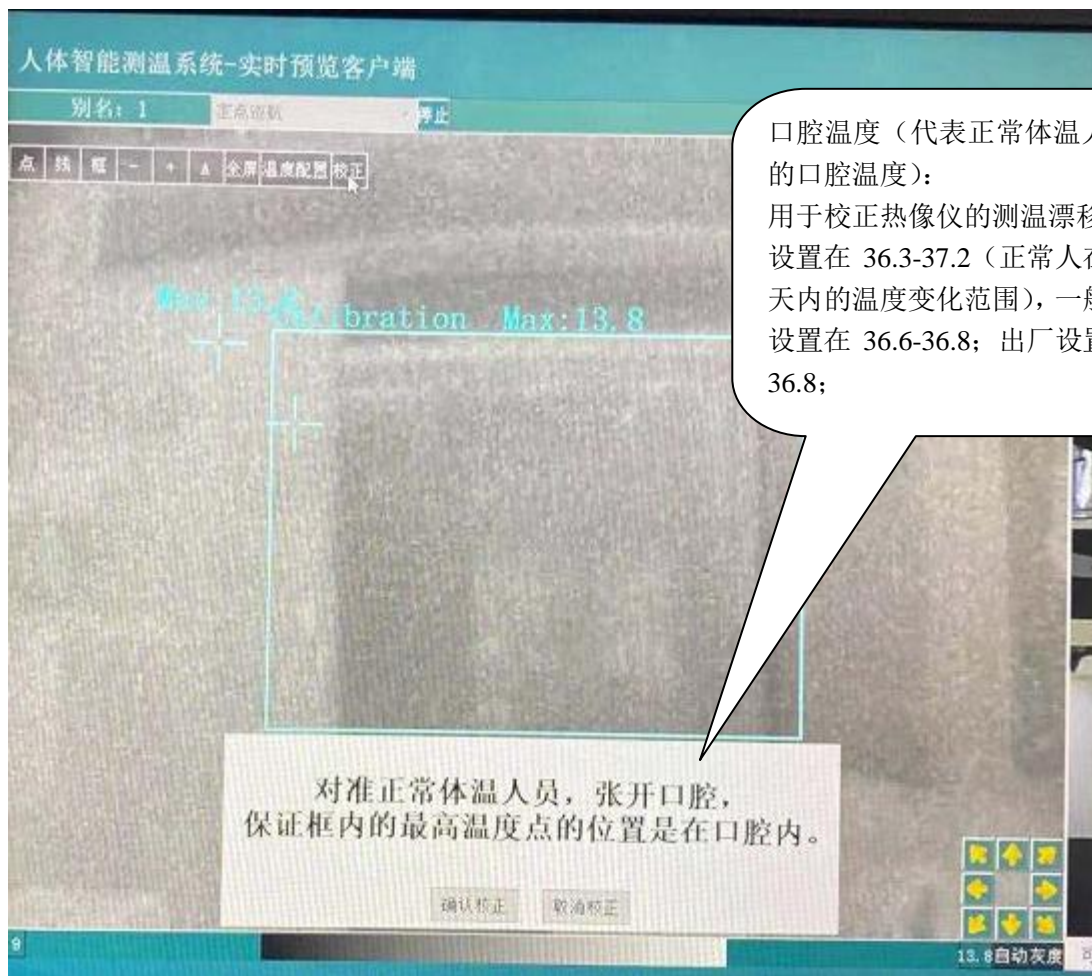 人体智能测温系统-实时预览客户端
别名：1
停止
点 线 框 - + A 全屏 温度配置 校正
Max:13.8
口腔温度（代表正常体温
的口腔温度）：
用于校正热像仪的测温漂
设置在 36.3-37.2（正常人
天内的温度变化范围），一
设置在 36.6-36.8；出厂设
36.8；
对准正常体温人员，张开口腔，
保证框内的最高温度点的位置是在口腔内。
确认校正 取消校正
9
13.8自动灰度